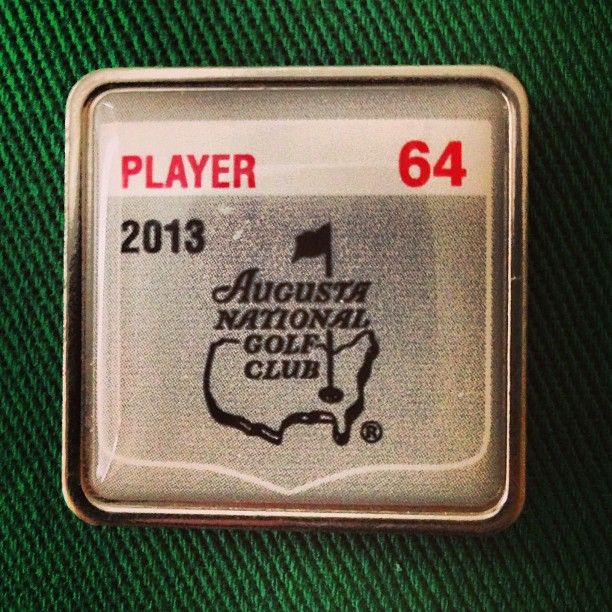 PLAYER 64
2013
AUGUSTA
NATIONAL
GOLF
CLUB
®